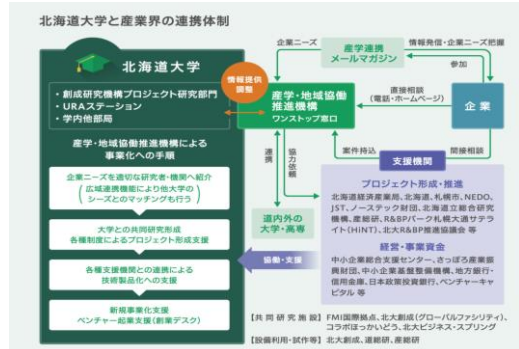 北海道大学と産業界の連携体制
北海道大学
・創成研究機構プロジェクト研究部門
・URAステーション
・学内他部局
産学・地域協働推進機構による
事業化への手順
企業ニーズを適切な研究者・機関へ紹介
(広域連携機能により他大学の
シーズとのマッチングも行う)
大学との共同研究形成
各種制度によるプロジェクト形成支援
各種支援機関との連携による
技術製品化への支援
新規事業化支援
ベンチャー起業支援(創業デスク)
情報提供
調整
企業ニーズ
産学連携
メールマガジン
情報発信・企業ニーズ把握
参加
産学・地域協働
推進機構
ワンストップ窓口
直接相談
(電話・ホームページ)
企業
案件持込
間接相談
連携
協力依頼
道内外の
大学・高専
協働・支援
支援機関
プロジェクト形成・推進
北海道経済産業局、北海道、札幌市、NEDO、
JST、ノーステック財団、北海道立総合研究
機構、産総研、R&BPパーク札幌大通サテラ
イト(HiNT)、北大R&BP推進協議会 等
経営・事業資金
中小企業総合支援センター、さっぽろ産業振
興財団、中小企業基盤整備機構、地方銀行・
信用金庫、日本政策投資銀行、ベンチャーキャ
ピタル 等
【共同研究施設】FMI国際拠点、北大創成(グローバルファシリティ)、
コラボほっかいどう、北大ビジネス・スプリング
【設備利用・試作等】北大創成、道総研、産総研